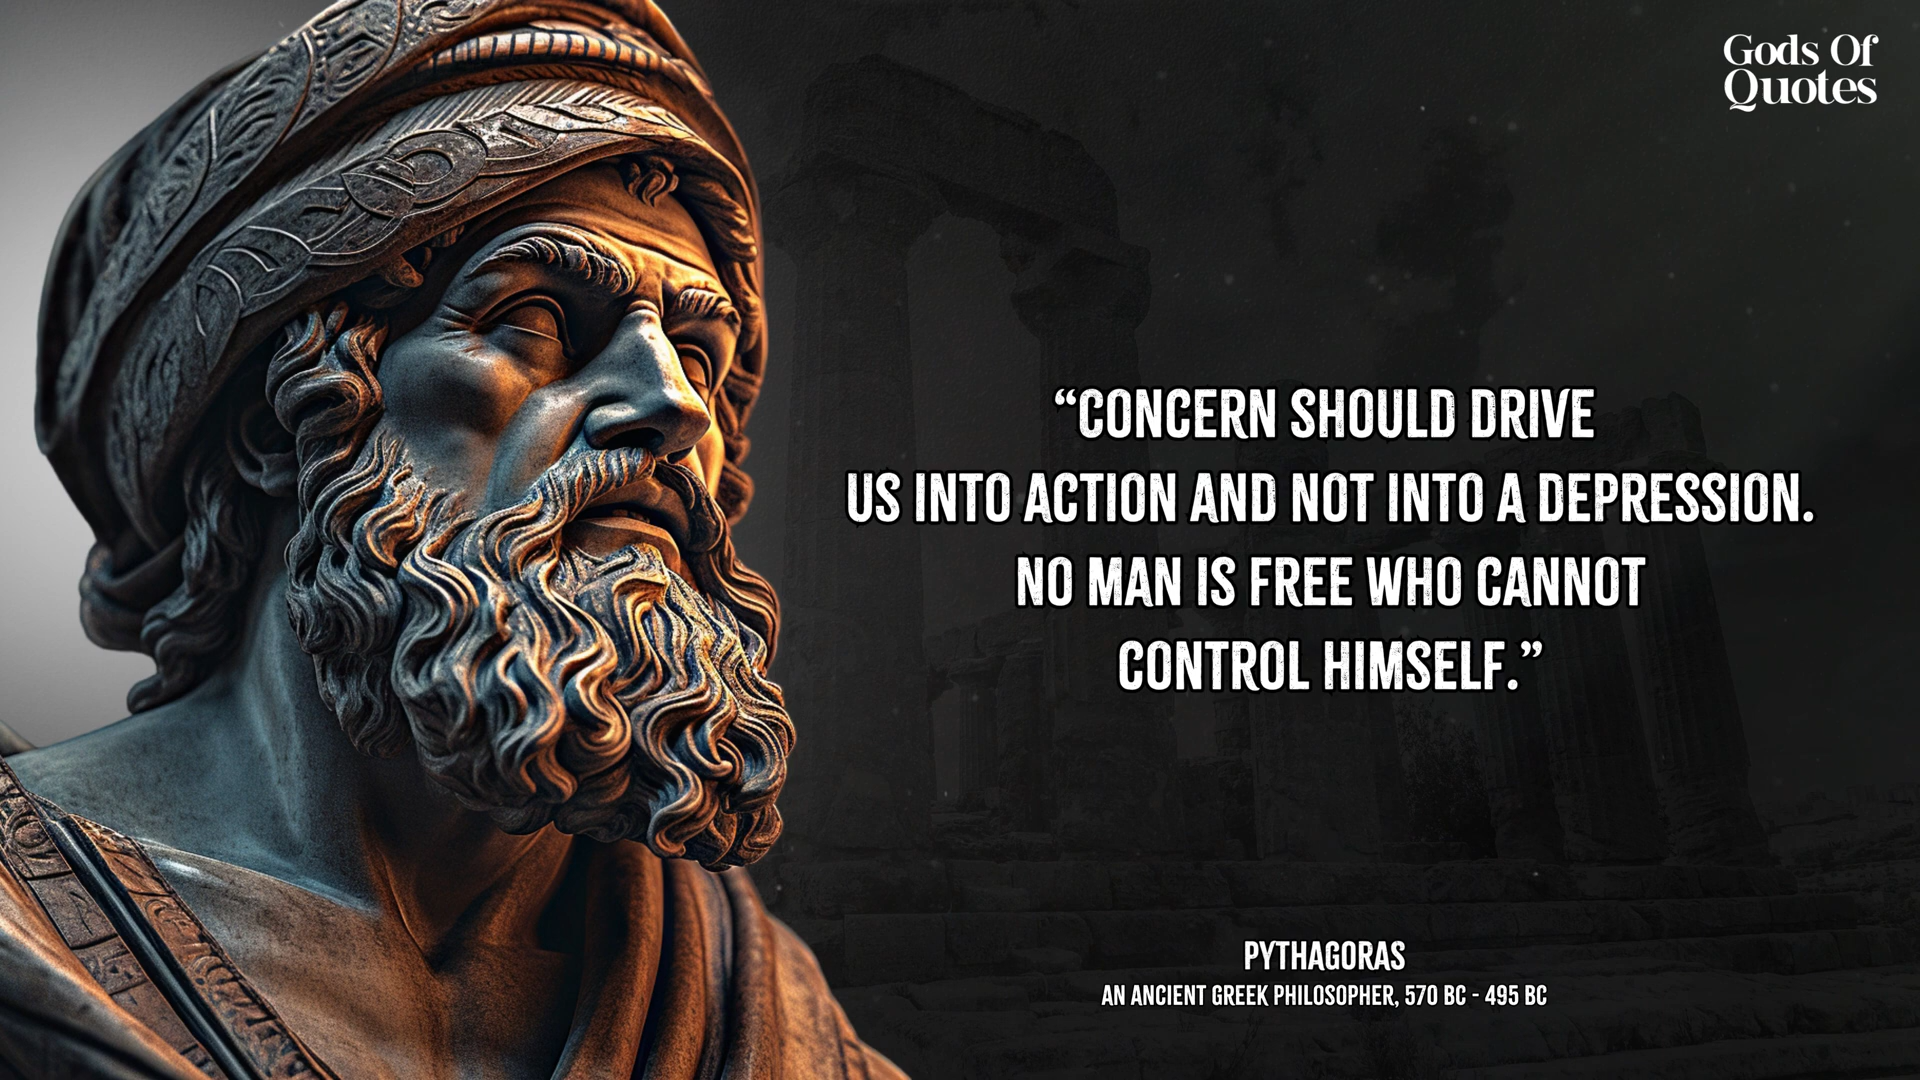 Gods Of
Quotes
“CONCERN SHOULD DRIVE
US INTO ACTION AND NOT INTO A DEPRESSION.
NO MAN IS FREE WHO CANNOT
CONTROL HIMSELF.”
PYTHAGORAS
AN ANCIENT GREEK PHILOSOPHER, 570 BC - 495 BC